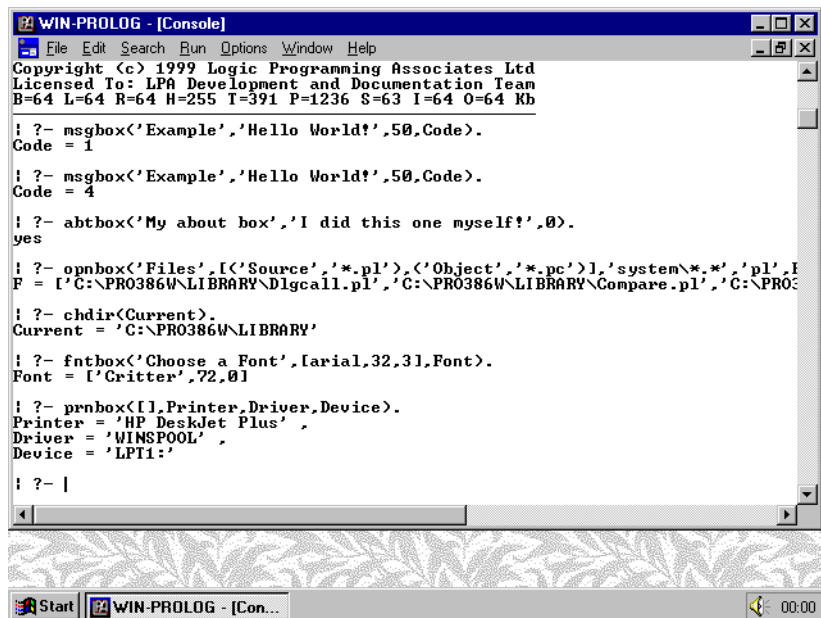 WIN-PROLOG - [Console]
File Edit Search Run Options Window Help
Copyright (c) 1999 Logic Programming Associates Ltd
Licensed To: LPA Development and Documentation Team
B=64 L=64 R=64 H=255 T=391 P=1236 S=63 I=64 O=64 Kb
| ?- msgbox('Example','Hello World!',50,Code).
Code = 1
| ?- msgbox('Example','Hello World!',50,Code).
Code = 4
| ?- abtbox('My about box','I did this one myself!',0).
yes
| ?- opnbox('Files',[('Source','*.pl'),('Object','*.pc')],'system\*.*','pl',
F = ['C:\PRO386W\LIBRARY\Dlgcall.pl','C:\PRO386W\LIBRARY\Compare.pl','C:\PRO3
| ?- chdir(Current).
Current = 'C:\PRO386W\LIBRARY'
| ?- fntbox('Choose a Font',[arial,32,3],Font).
Font = ['Critter',72,0]
| ?- prnbox([],Printer,Driver,Device).
Printer = 'HP DeskJet Plus' ,
Driver = 'WINSPOOL' ,
Device = 'LPT1:'
| ?- |
Start WIN-PROLOG - [Con... 00:00